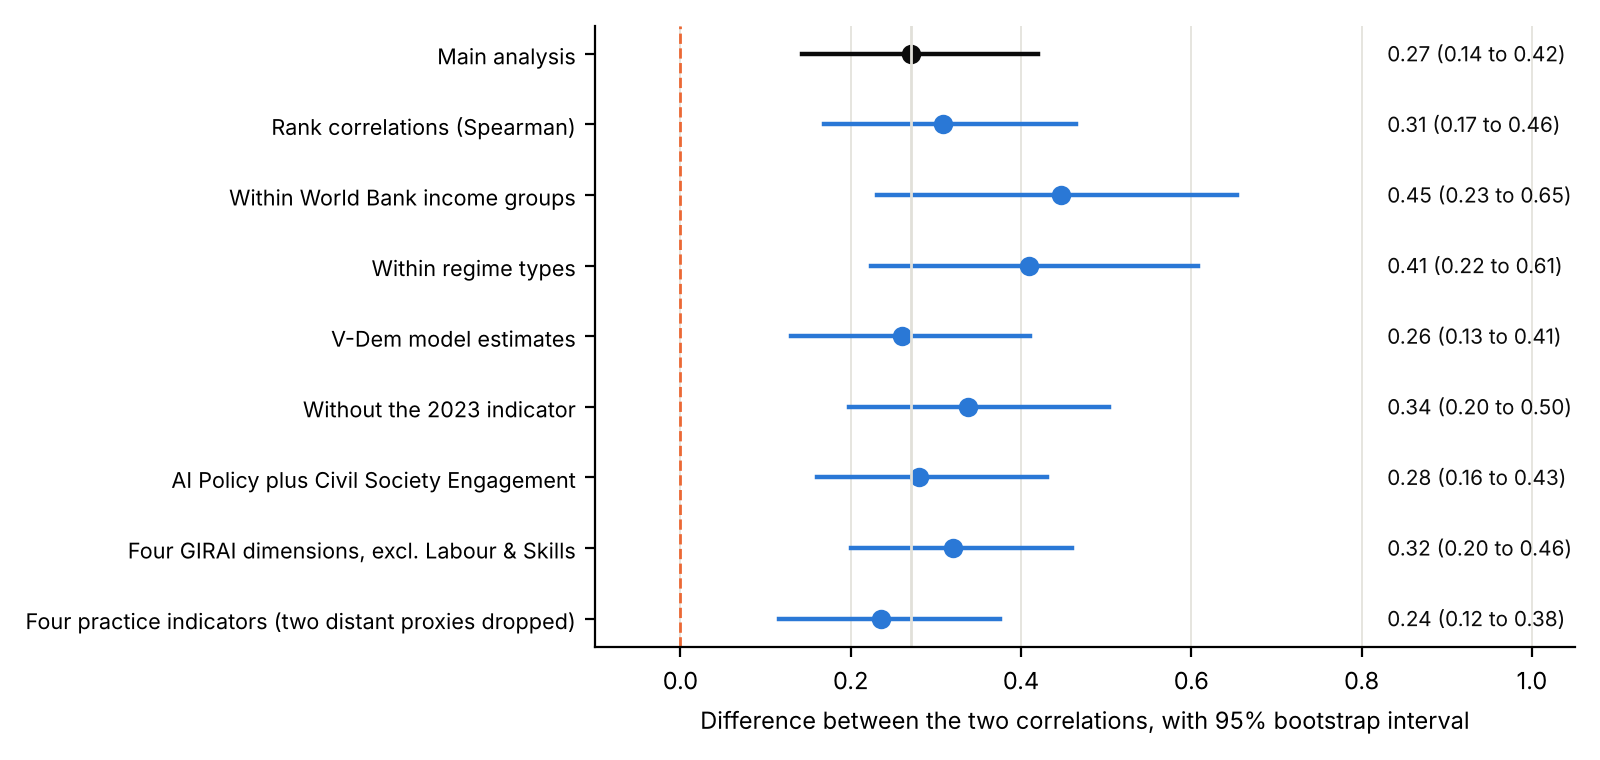 Main analysis 0.27 (0.14 to 0.42)
Rank correlations (Spearman) 0.31 (0.17 to 0.46)
Within World Bank income groups 0.45 (0.23 to 0.65)
Within regime types 0.41 (0.22 to 0.61)
V-Dem model estimates 0.26 (0.13 to 0.41)
Without the 2023 indicator 0.34 (0.20 to 0.50)
AI Policy plus Civil Society Engagement 0.28 (0.16 to 0.43)
Four GIRAI dimensions, excl. Labour & Skills 0.32 (0.20 to 0.46)
Four practice indicators (two distant proxies dropped) 0.24 (0.12 to 0.38)
0.0 0.2 0.4 0.6 0.8 1.0
Difference between the two correlations, with 95% bootstrap interval